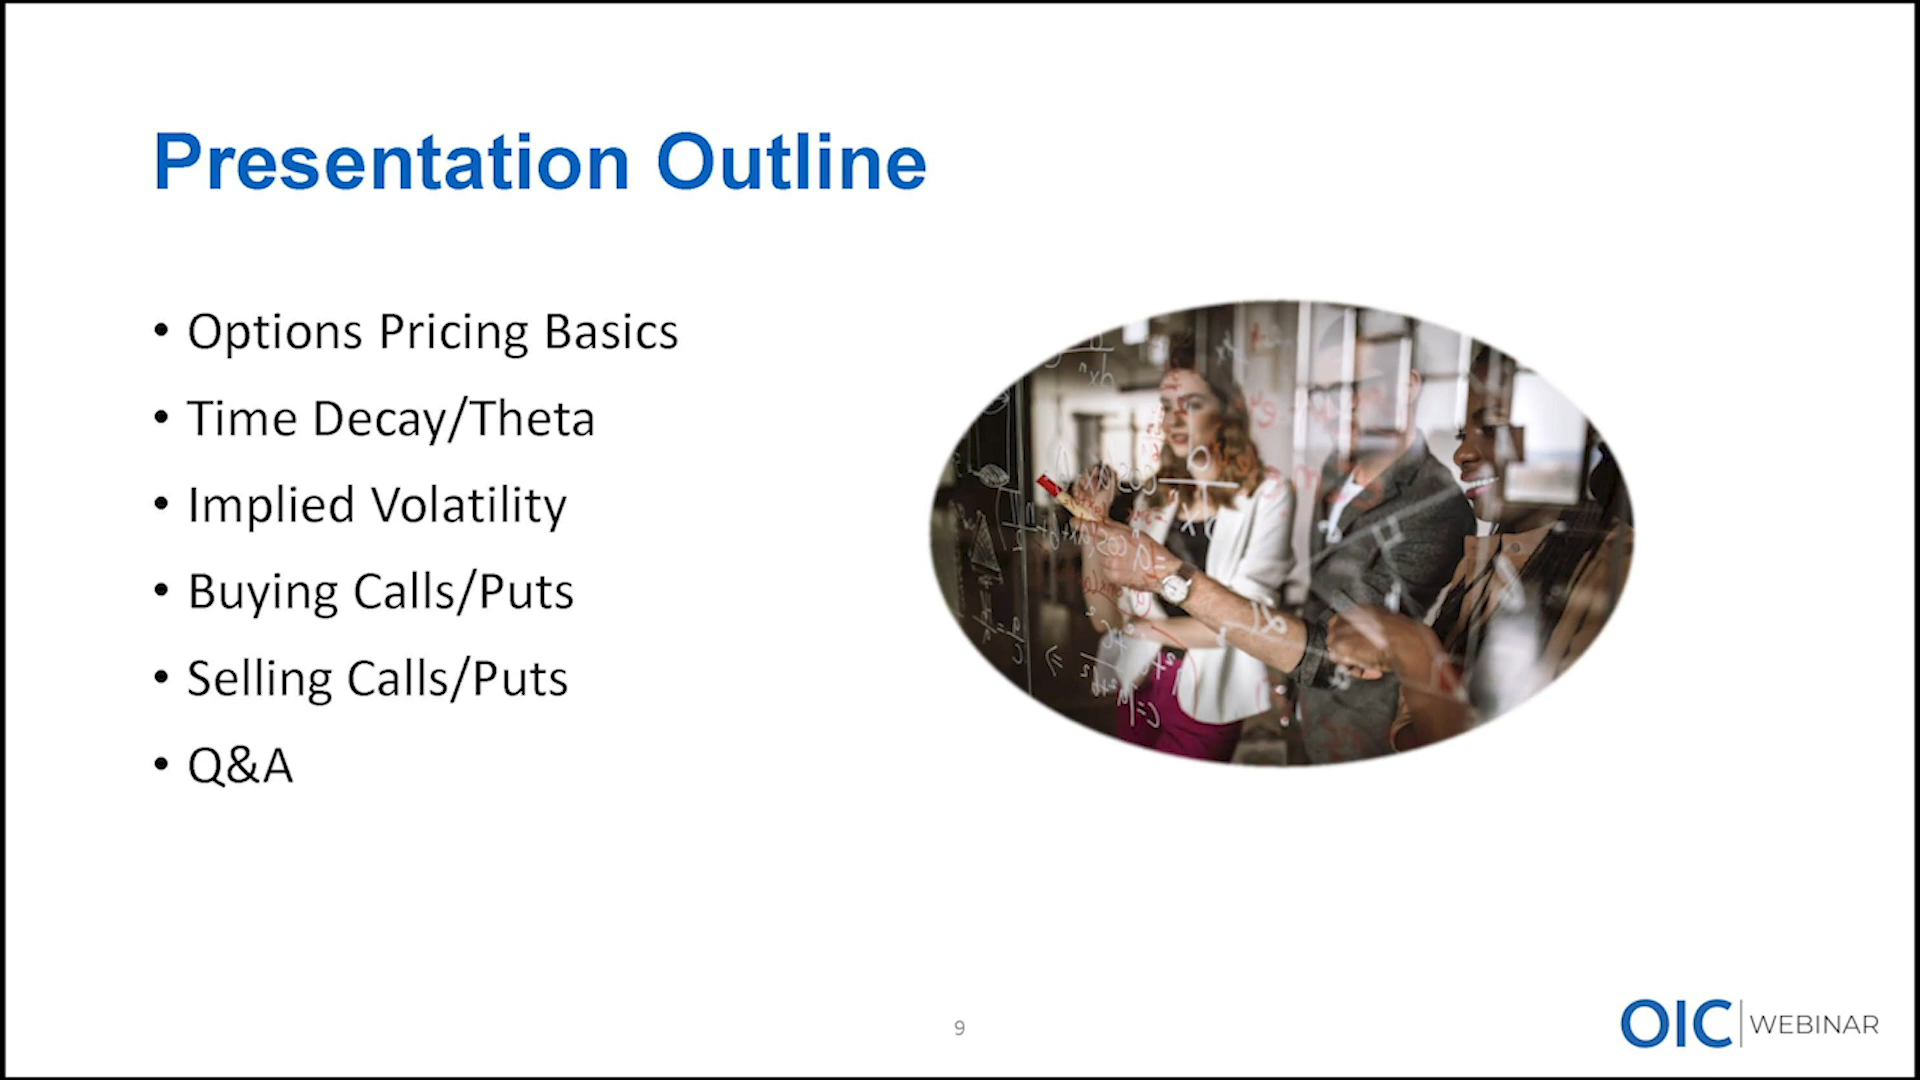 Presentation Outline
• Options Pricing Basics
• Time Decay/Theta
• Implied Volatility
• Buying Calls/Puts
• Selling Calls/Puts
• Q&A
9
OIC WEBINAR